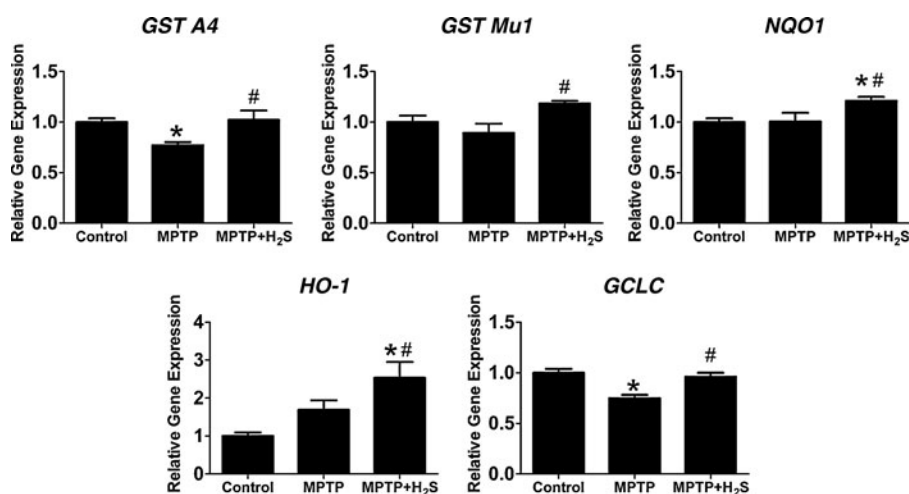 GST A4
Relative Gene Expression
1.5
1.0
0.5
0.0
*
#
Control MPTP MPTP+H₂S
GST Mu1
Relative Gene Expression
1.5
1.0
0.5
0.0
#
Control MPTP MPTP+H₂S
NQO1
Relative Gene Expression
1.5
1.0
0.5
0.0
*#
Control MPTP MPTP+H₂S
HO-1
Relative Gene Expression
4
3
2
1
0
*#
Control MPTP MPTP+H₂S
GCLC
Relative Gene Expression
1.5
1.0
0.5
0.0
*
#
Control MPTP MPTP+H₂S